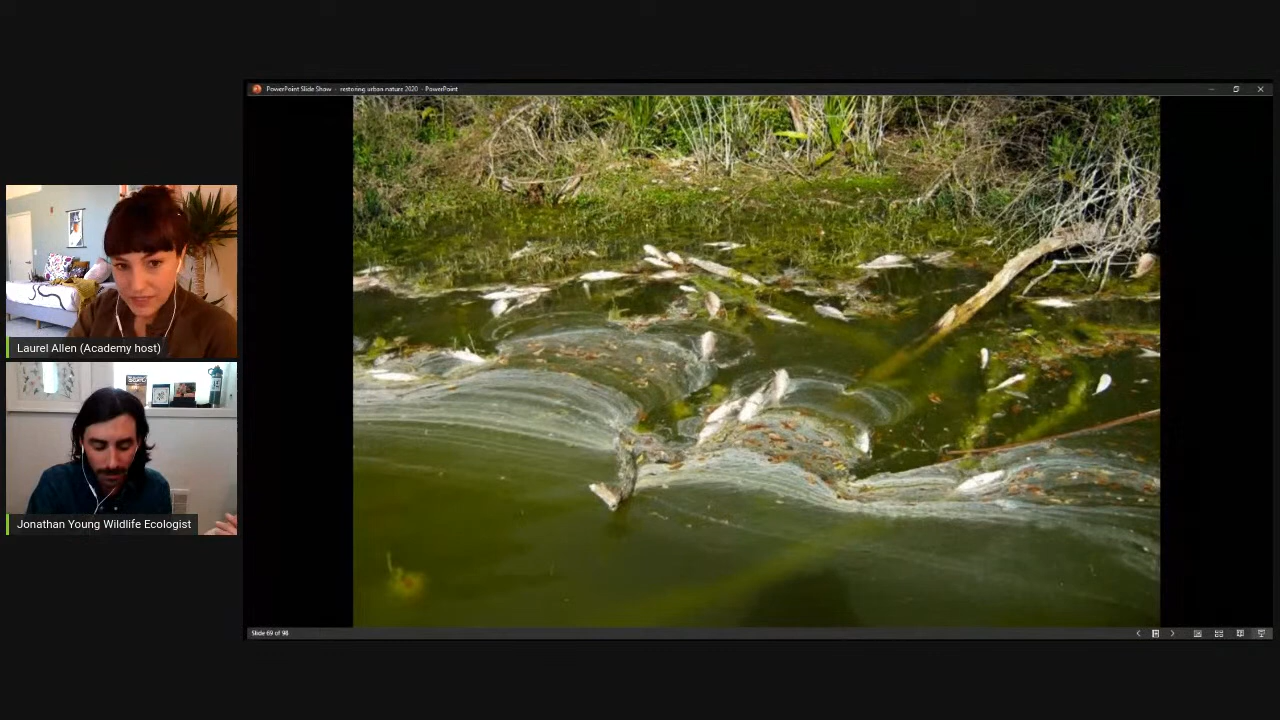 PowerPoint Slide Show - restoring urban nature 2020 - PowerPoint
Laurel Allen (Academy host)
Jonathan Young Wildlife Ecologist
Slide 69 of 98